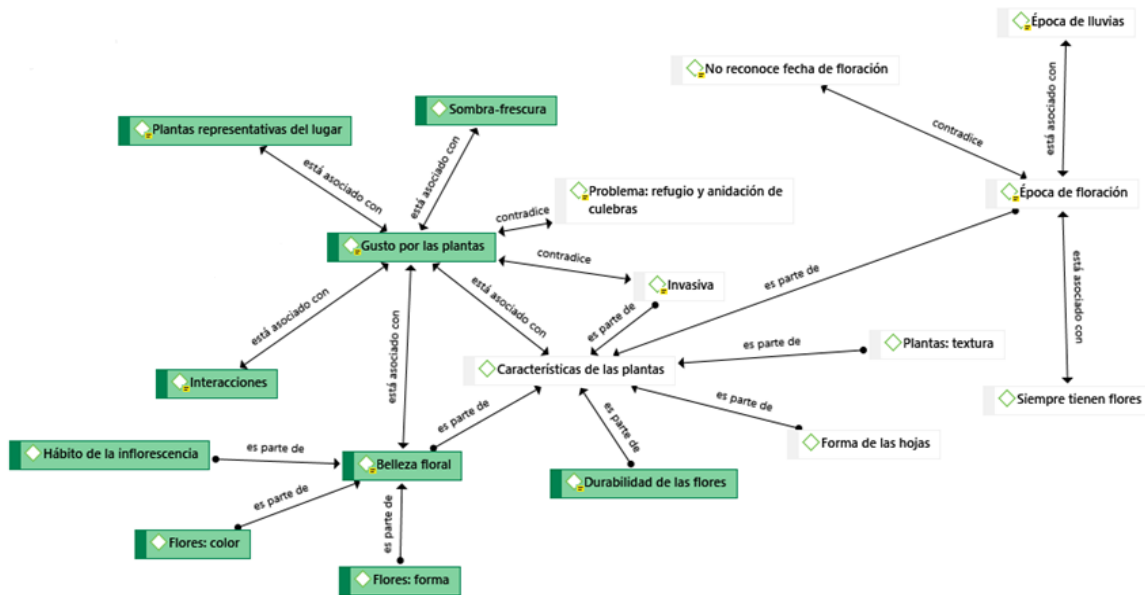 Época de lluvias
No reconoce fecha de floración
está asociado con
contradice
Sombra-frescura
Plantas representativas del lugar
está asociado con
está asociado con
Problema: refugio y anidación de
culebras
Época de floración
contradice
Gusto por las plantas
contradice
es parte de
Invasiva
está asociado con
está asociado con
está asociado con
es parte de
está asociado con
Plantas: textura
es parte de
Características de las plantas
Interacciones
Siempre tienen flores
es parte de
es parte de
es parte de
Forma de las hojas
Hábito de la inflorescencia
es parte de
Belleza floral
Durabilidad de las flores
es parte de
es parte de
Flores: color
Flores: forma